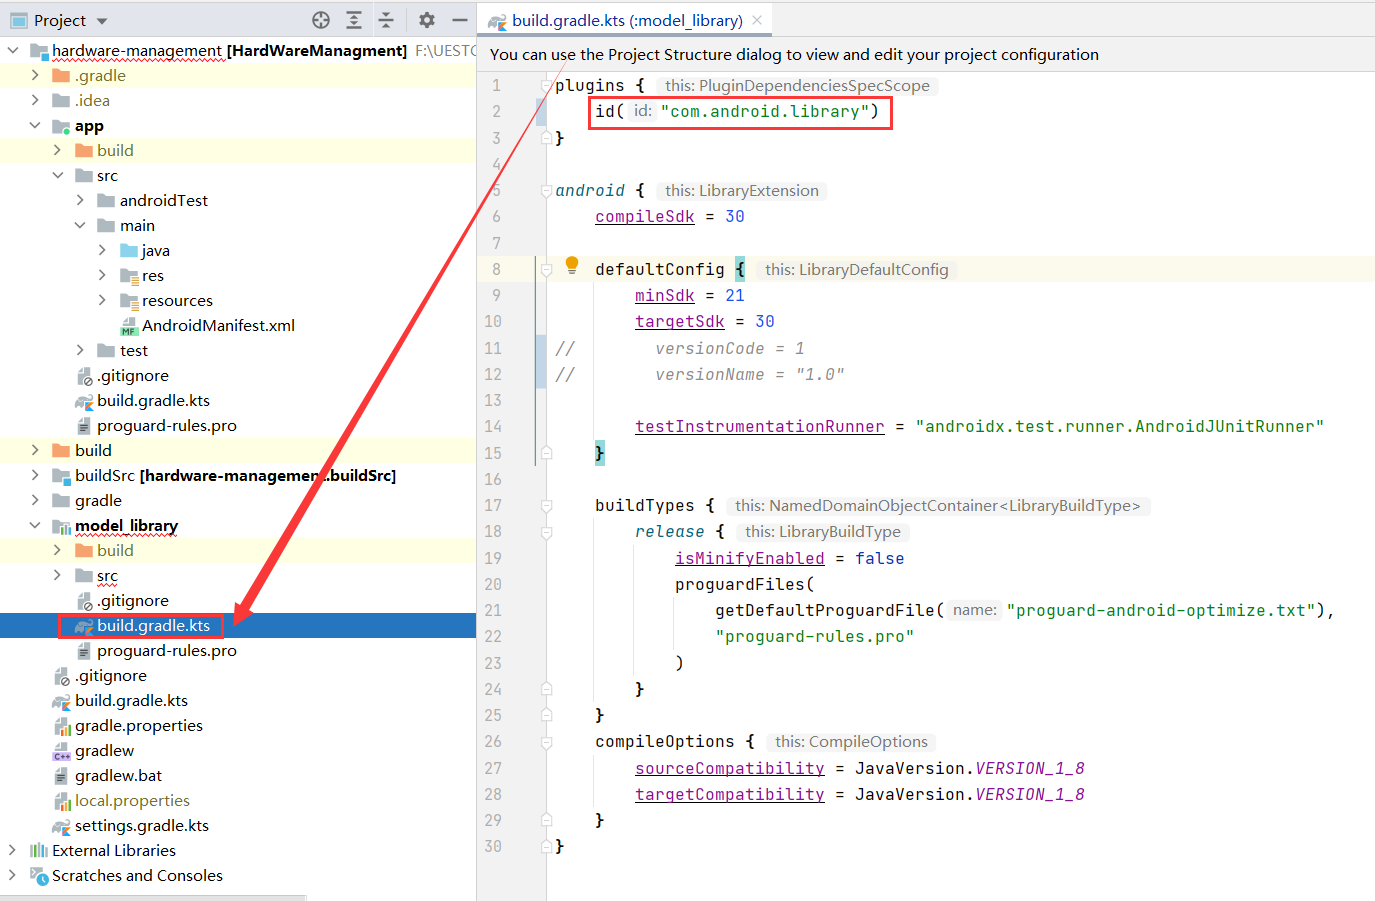 Project
hardware-management [HardWareManagment] F:\UESTC
.gradle
.idea
app
build
src
androidTest
main
java
res
resources
AndroidManifest.xml
test
.gitignore
build.gradle.kts
proguard-rules.pro
build
buildSrc [hardware-management.buildSrc]
gradle
model_library
build
src
.gitignore
build.gradle.kts
proguard-rules.pro
.gitignore
build.gradle.kts
gradle.properties
gradlew
gradlew.bat
local.properties
settings.gradle.kts
External Libraries
Scratches and Consoles
build.gradle.kts (:model_library)
You can use the Project Structure dialog to view and edit your project configuration
1 plugins { this: PluginDependenciesSpecScope
2 id( id: "com.android.library")
3 }
4
5 android { this: LibraryExtension
6 compileSdk = 30
7
8 defaultConfig { this: LibraryDefaultConfig
9 minSdk = 21
10 targetSdk = 30
11 // versionCode = 1
12 // versionName = "1.0"
13
14 testInstrumentationRunner = "androidx.test.runner.AndroidJUnitRunner"
15 }
16
17 buildTypes { this: NamedDomainObjectContainer<LibraryBuildType>
18 release { this: LibraryBuildType
19 isMinifyEnabled = false
20 proguardFiles(
21 getDefaultProguardFile( name: "proguard-android-optimize.txt"),
22 "proguard-rules.pro"
23 )
24 }
25 }
26 compileOptions { this: CompileOptions
27 sourceCompatibility = JavaVersion.VERSION_1_8
28 targetCompatibility = JavaVersion.VERSION_1_8
29 }
30 }